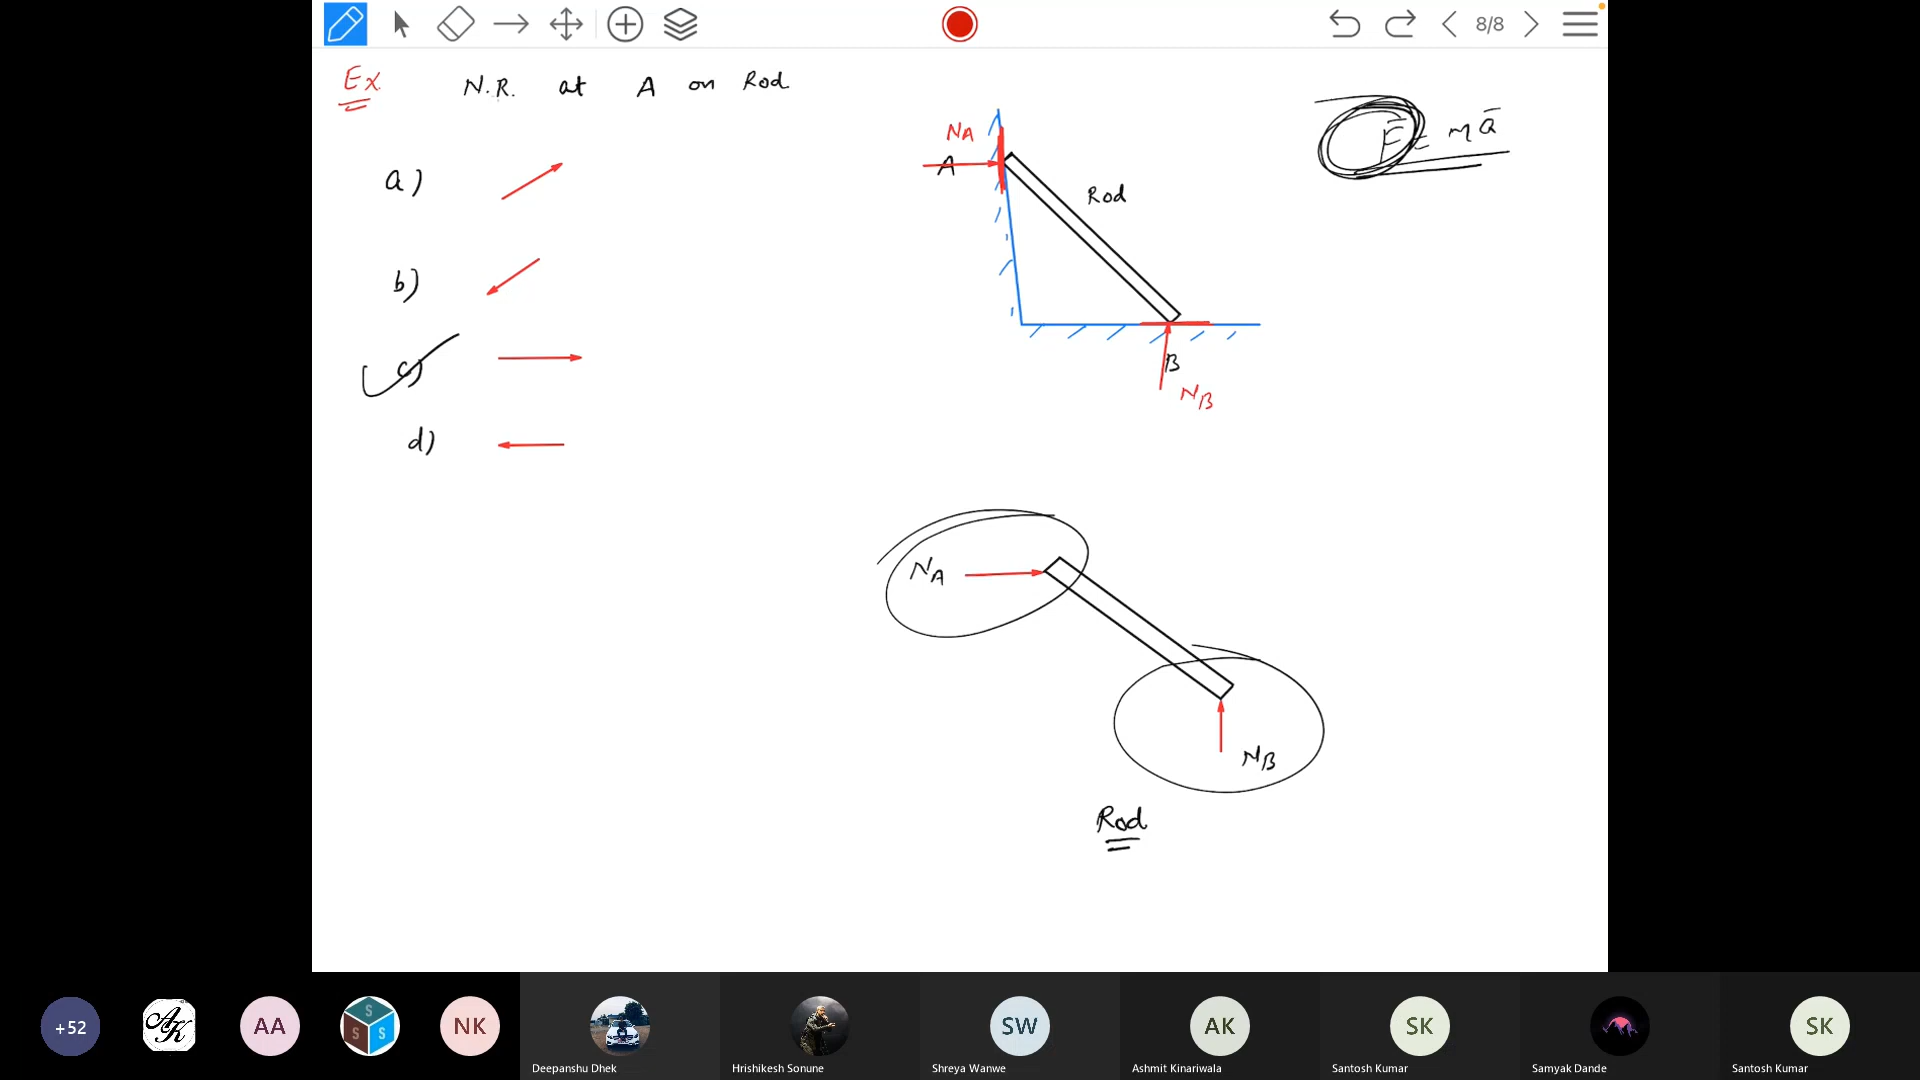 8/8
Ex N.R. at A on Rod
F = ma
NA
A
Rod
a)
b)
c)
d)
B
NB
NA
NB
Rod
+52
AK
AA
S
S S
NK
SW
AK
SK
SK
Deepanshu Dhek
Hrishikesh Sonune
Shreya Wanwe
Ashmit Kinariwala
Santosh Kumar
Samyak Dande
Santosh Kumar